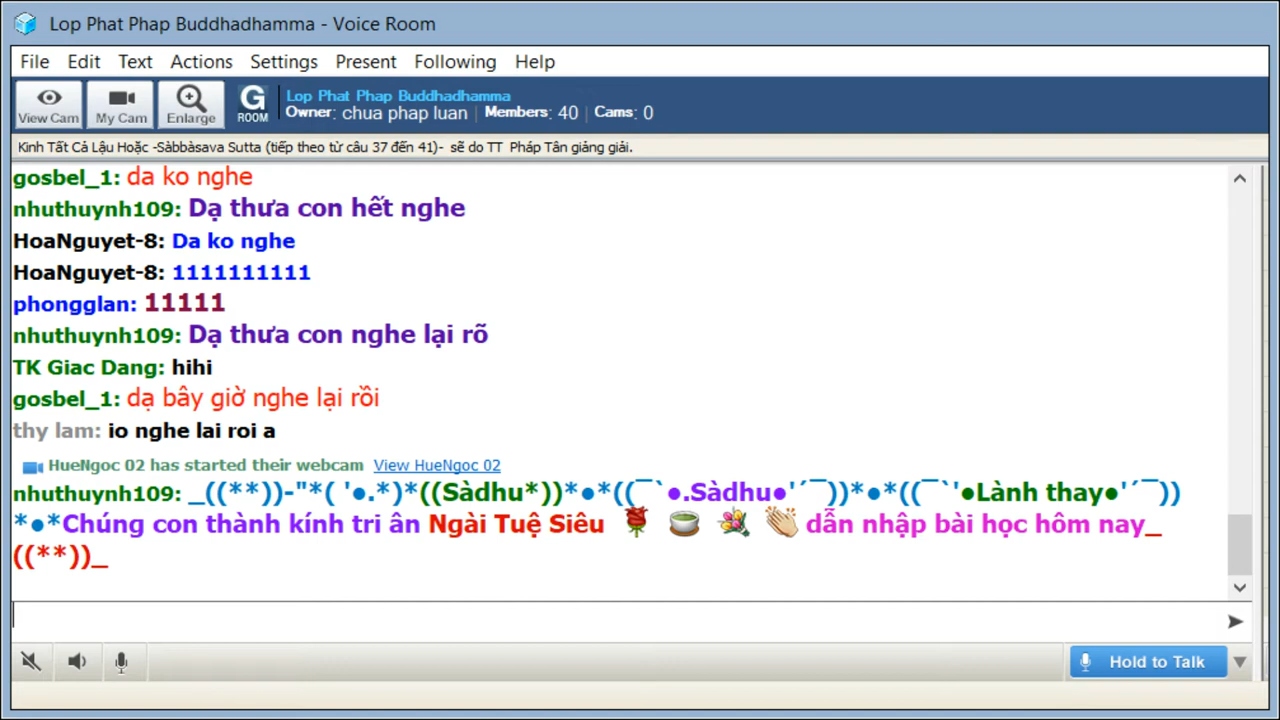 Lop Phat Phap Buddhadhamma - Voice Room
File Edit Text Actions Settings Present Following Help
View Cam My Cam Enlarge G ROOM
Lop Phat Phap Buddhadhamma
Owner: chua phap luan | Members: 40 | Cams: 0
Kinh Tất Cả Lậu Hoặc -Sàbbàsava Sutta (tiếp theo từ câu 37 đến 41)- sẽ do TT Pháp Tân giảng giải.
gosbel_1: da ko nghe
nhuthuynh109: Dạ thưa con hết nghe
HoaNguyet-8: Da ko nghe
HoaNguyet-8: 1111111111
phongglan: 11111
nhuthuynh109: Dạ thưa con nghe lại rõ
TK Giac Dang: hihi
gosbel_1: dạ bây giờ nghe lại rồi
thy lam: io nghe lai roi a
HueNgoc 02 has started their webcam View HueNgoc 02
nhuthuynh109: _((**))-"*( '●.*)*((Sàdhu*))*●*((¯`●.Sàdhu●'´¯))*●*((¯`'●Lành thay●'´¯))
*●*Chúng con thành kính tri ân Ngài Tuệ Siêu 🌹 🍵 💐 👏 dẫn nhập bài học hôm nay_
((**))_
Hold to Talk